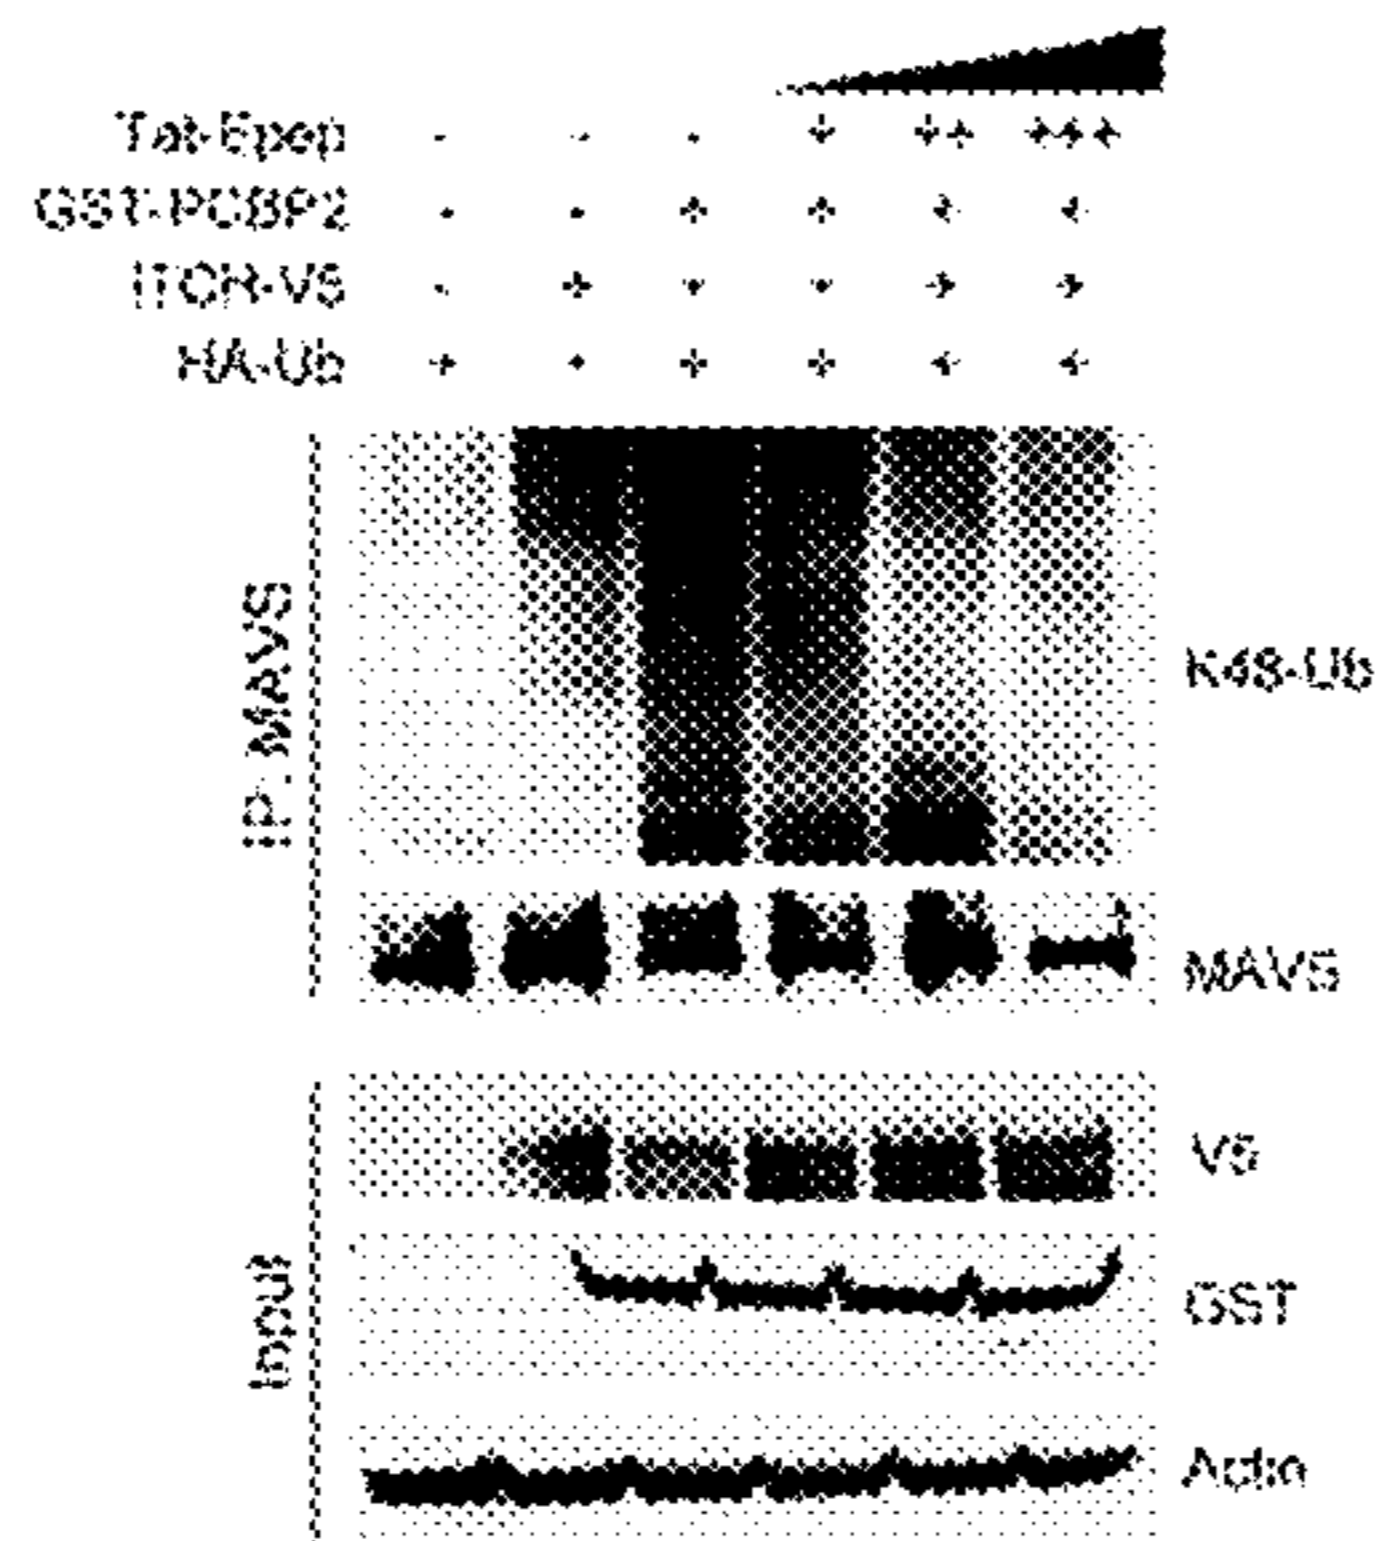 Tat-Epep - - - + ++ +++
GST-PCBP2 - - + + + +
ITCH-V5 - + + + + +
HA-Ub + + + + + +
IP: MAVS
K48-Ub
MAVS
Input
V5
GST
Actin